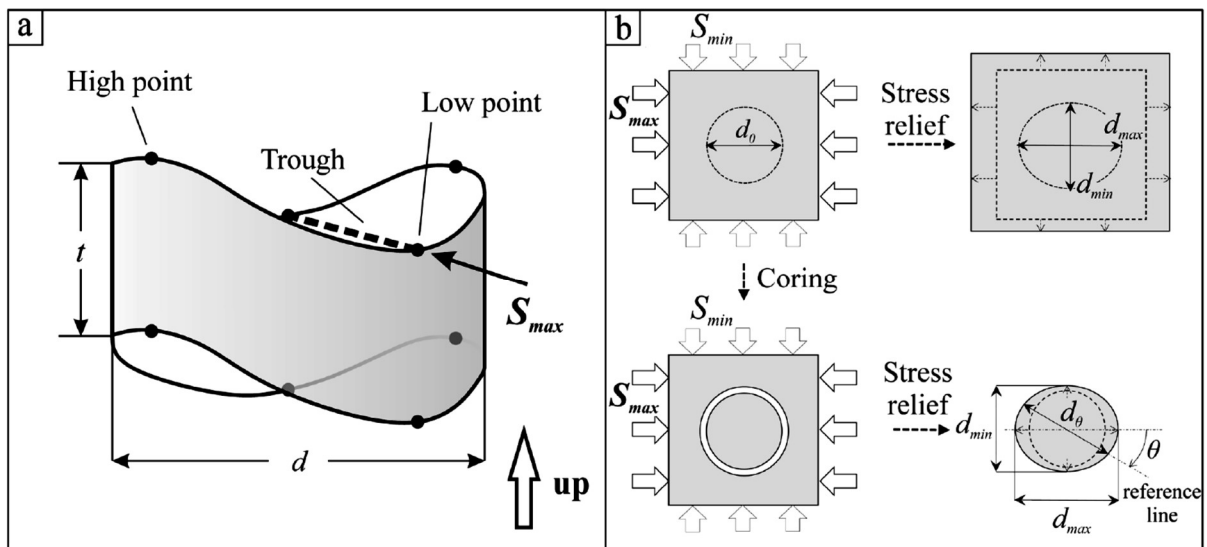 a
High point
Low point
Trough
t
S_max
d
up
b
S_min
S_max
d_0
Stress
relief
d_max
d_min
Coring
S_min
S_max
Stress
relief
d_min
d_θ
θ
reference
line
d_max